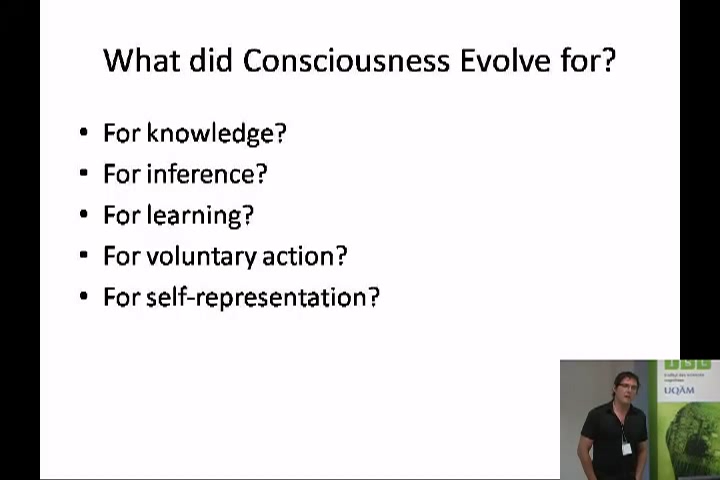 What did Consciousness Evolve for?
• For knowledge?
• For inference?
• For learning?
• For voluntary action?
• For self-representation?
UQÀM